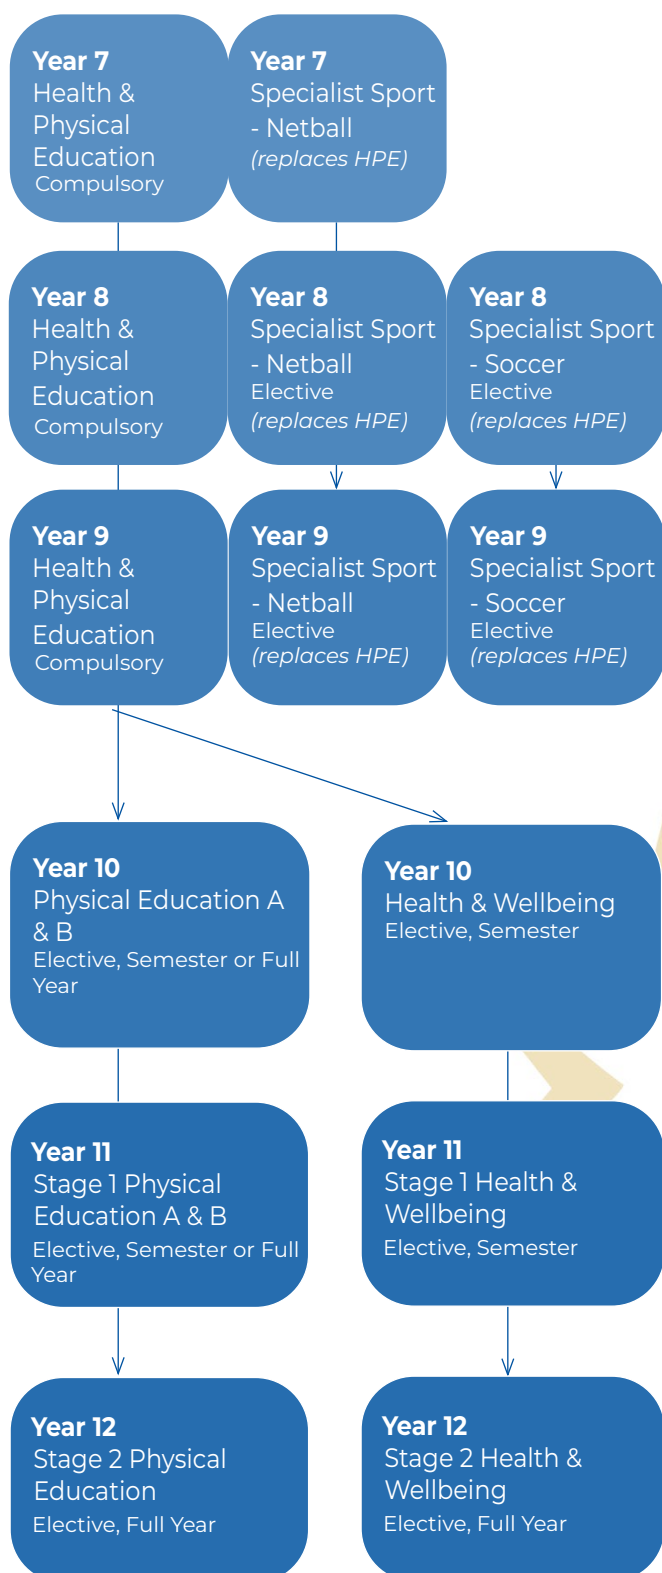 Year 7
Health &
Physical
Education
Compulsory
Year 7
Specialist Sport
- Netball
(replaces HPE)
Year 8
Health &
Physical
Education
Compulsory
Year 8
Specialist Sport
- Netball
Elective
(replaces HPE)
Year 8
Specialist Sport
- Soccer
Elective
(replaces HPE)
Year 9
Health &
Physical
Education
Compulsory
Year 9
Specialist Sport
- Netball
Elective
(replaces HPE)
Year 9
Specialist Sport
- Soccer
Elective
(replaces HPE)
Year 10
Physical Education A
& B
Elective, Semester or Full
Year
Year 10
Health & Wellbeing
Elective, Semester
Year 11
Stage 1 Physical
Education A & B
Elective, Semester or Full
Year
Year 11
Stage 1 Health &
Wellbeing
Elective, Semester
Year 12
Stage 2 Physical
Education
Elective, Full Year
Year 12
Stage 2 Health &
Wellbeing
Elective, Full Year